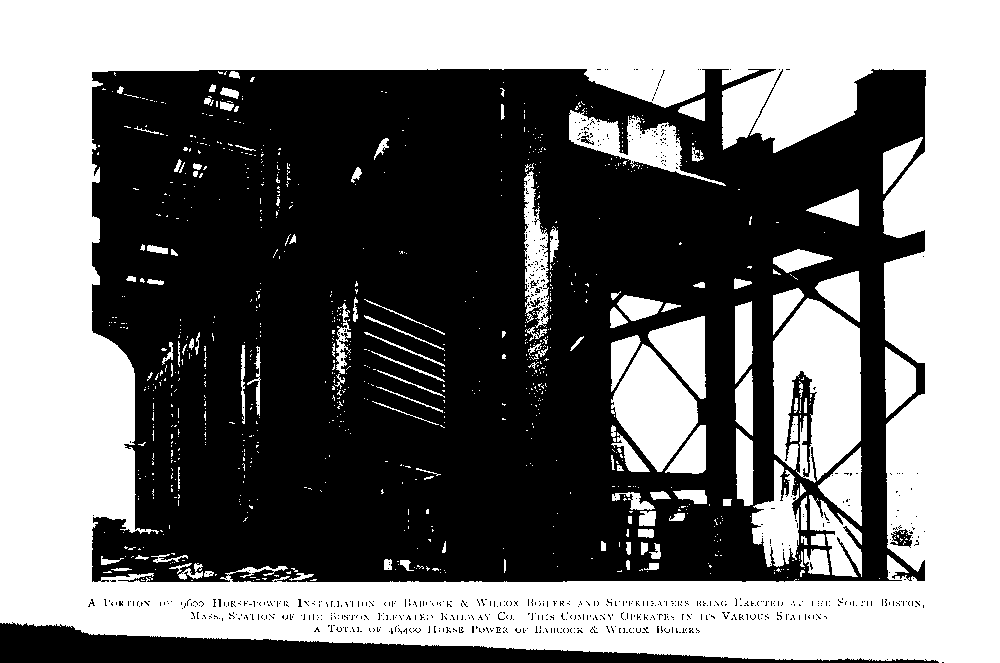 A Portion of 9600 Horse-power Installation of Babcock & Wilcox Boilers and Superheaters being Erected at the South Boston,
Mass., Station of the Boston Elevated Railway Co. This Company Operates in its Various Stations
a Total of 46,400 Horse Power of Babcock & Wilcox Boilers